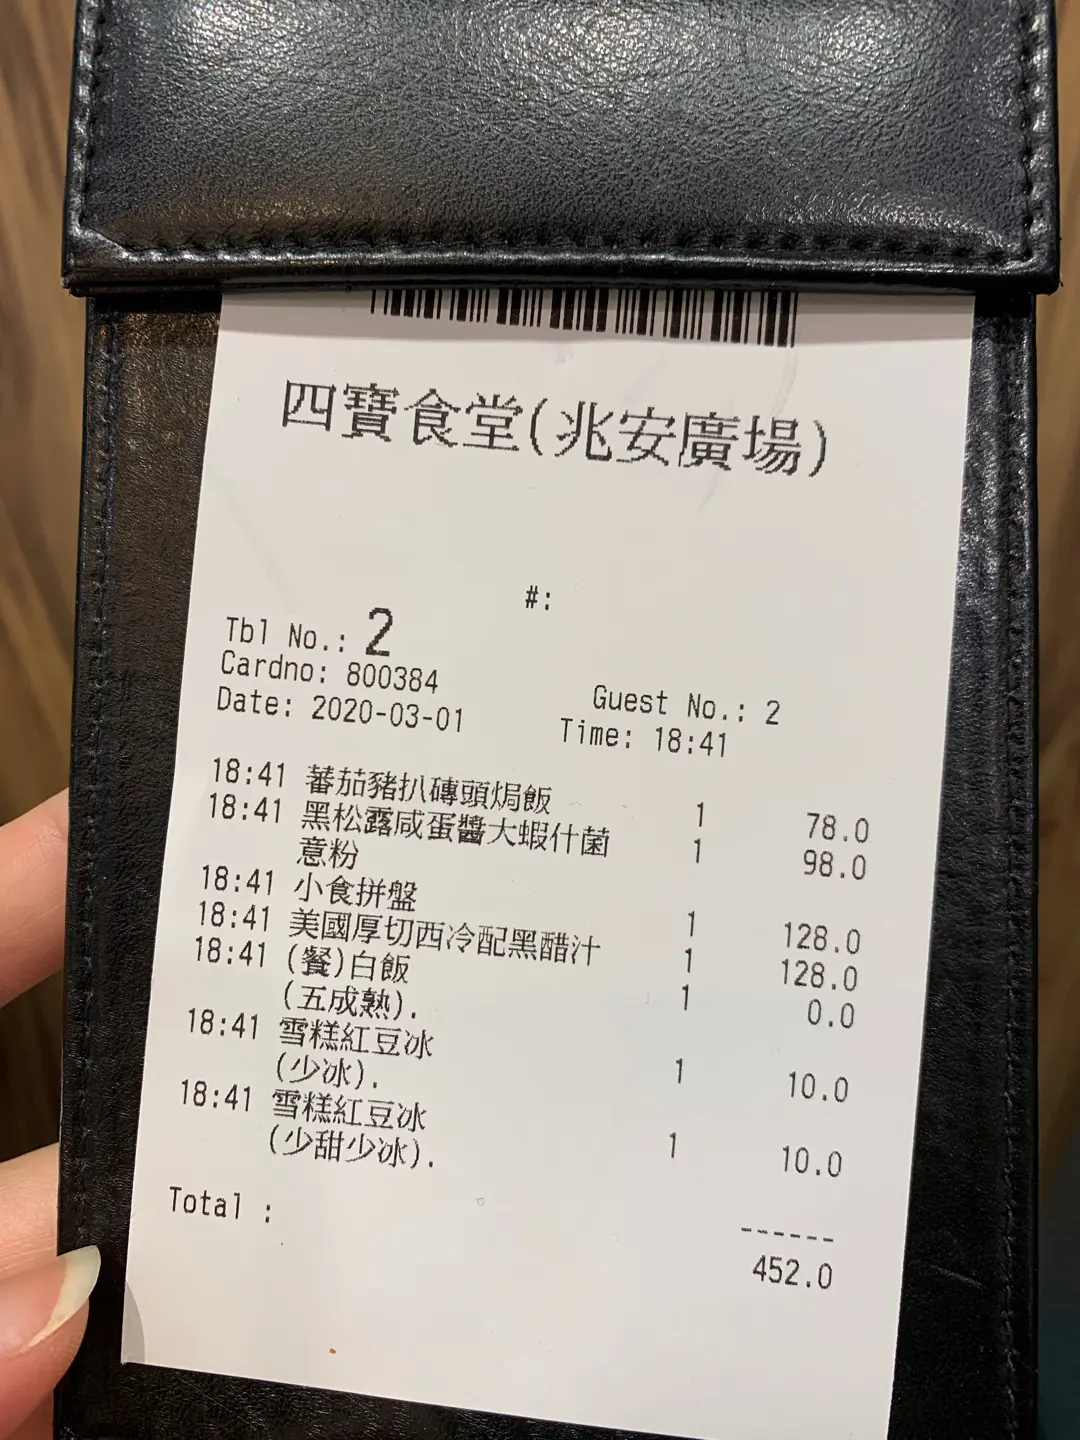 四寶食堂(兆安廣場)
#:
Tbl No.: 2
Cardno: 800384 Guest No.: 2
Date: 2020-03-01 Time: 18:41
18:41 蕃茄豬扒磚頭焗飯 1 78.0
18:41 黑松露咸蛋醬大蝦什菌 1 98.0
意粉
18:41 小食拼盤 1 128.0
18:41 美國厚切西冷配黑醋汁 1 128.0
18:41 (餐)白飯 1 0.0
(五成熟).
18:41 雪糕紅豆冰 1 10.0
(少冰).
18:41 雪糕紅豆冰 1 10.0
(少甜少冰).
Total :
------
452.0